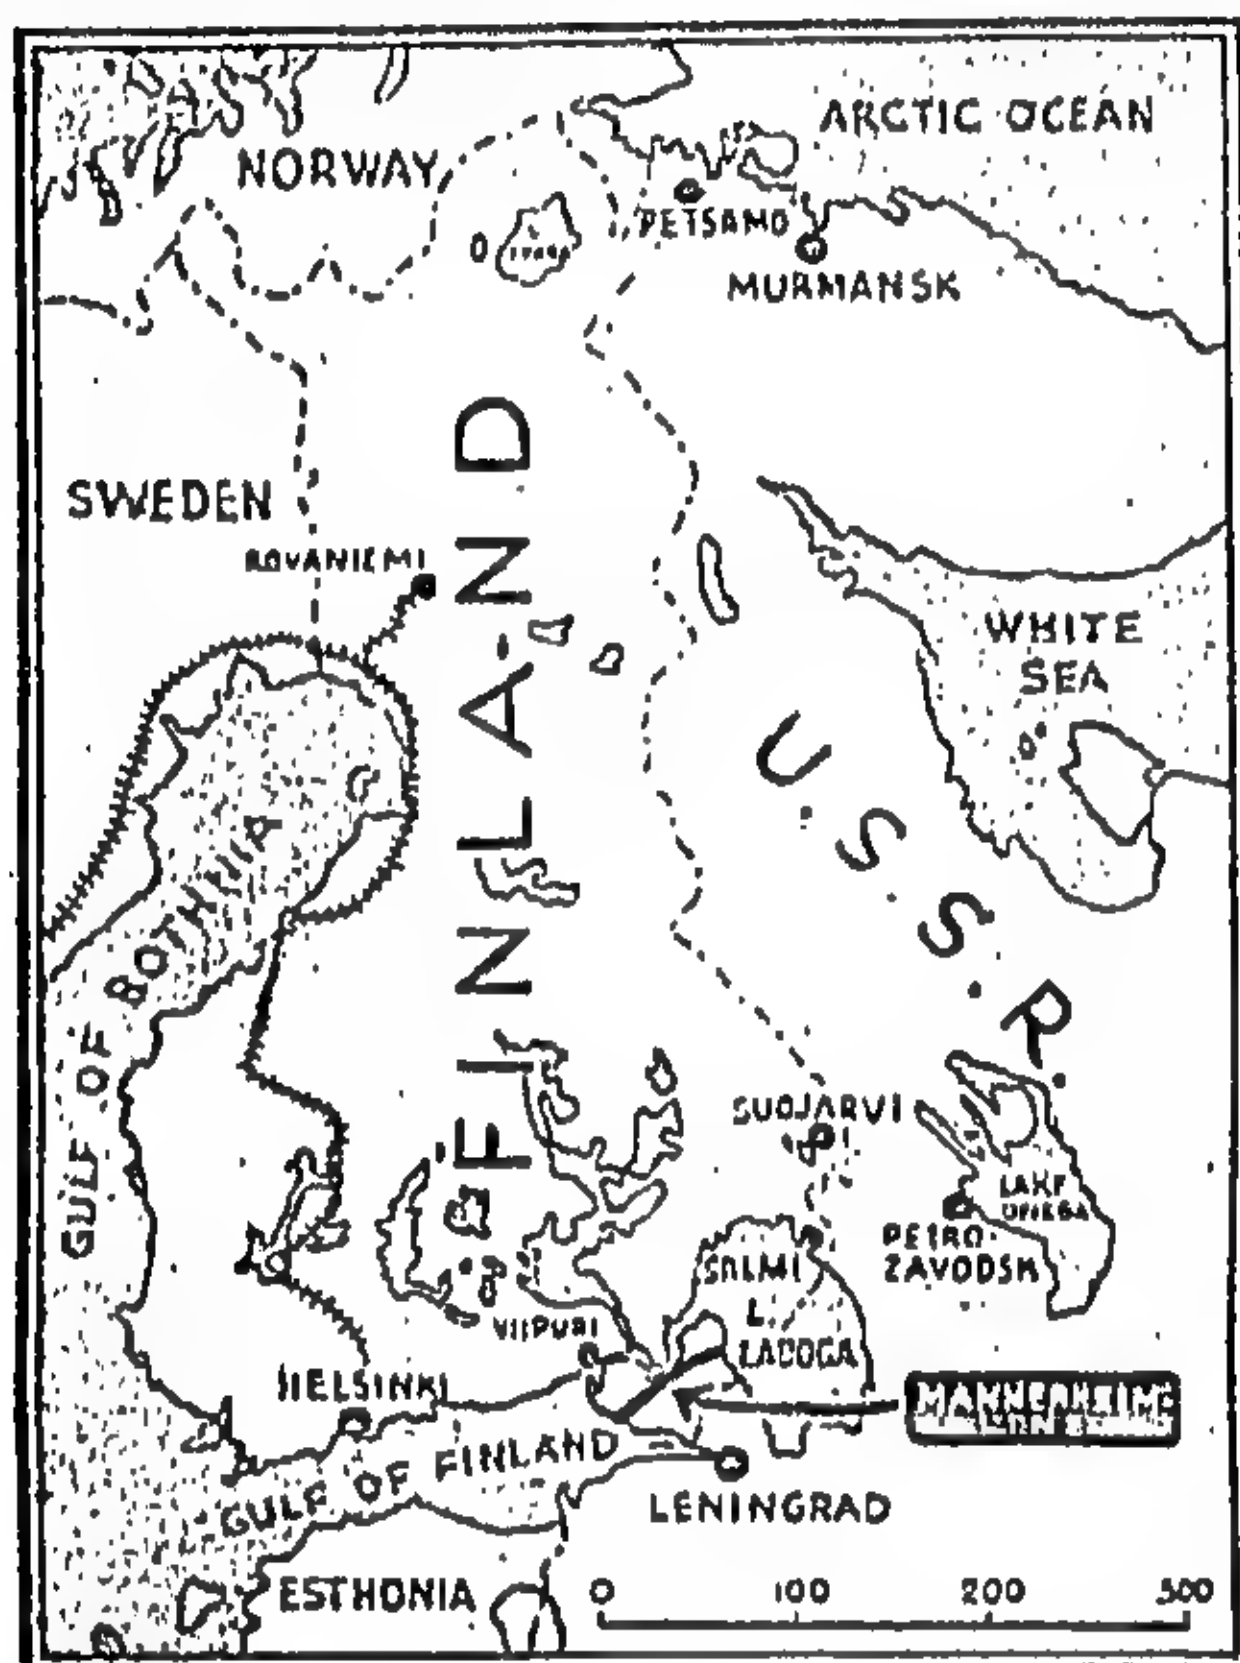 ARCTIC OCEAN
NORWAY
PETSAMO
MURMANSK
FINLAND
SWEDEN
ROVANIEMI
WHITE
SEA
U.S.S.R.
GULF OF BOTHNIA
SUOJARVI
LAKE
ONEGA
PETRO-
ZAVODSK
SALMI
L.
LADOGA
VIIPURI
HELSINKI
MANNERHEIM
GULF OF FINLAND
LENINGRAD
ESTHONIA
0 100 200 300